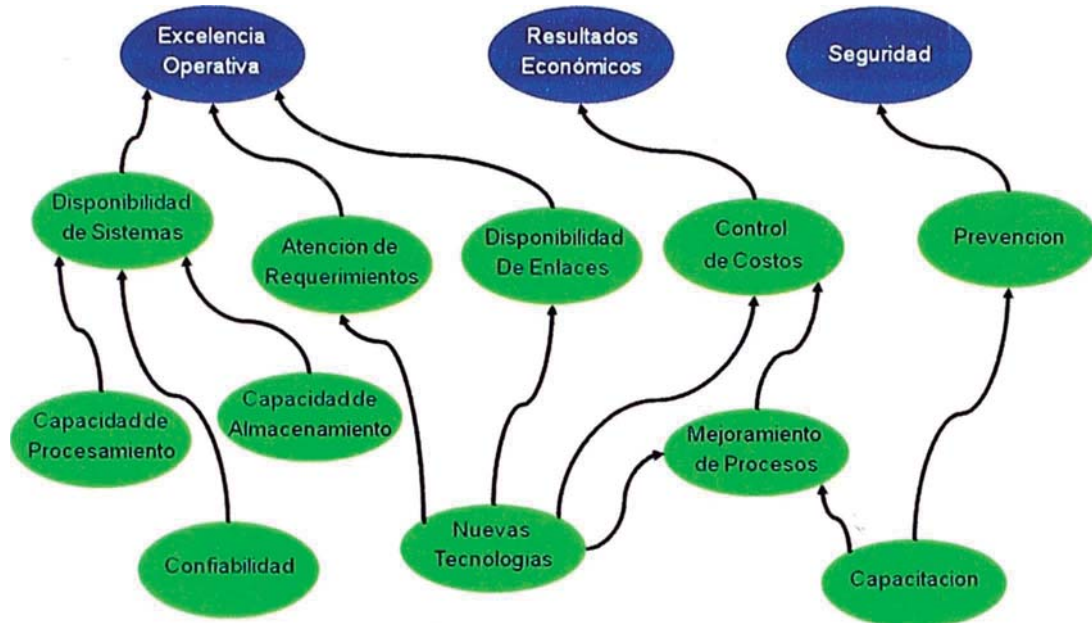 Excelencia
Operativa
Resultados
Económicos
Seguridad
Disponibilidad
de Sistemas
Atención de
Requerimientos
Disponibilidad
De Enlaces
Control
de Costos
Prevencion
Capacidad de
Procesamiento
Capacidad de
Almacenamiento
Mejoramiento
de Procesos
Confiabilidad
Nuevas
Tecnologias
Capacitacion